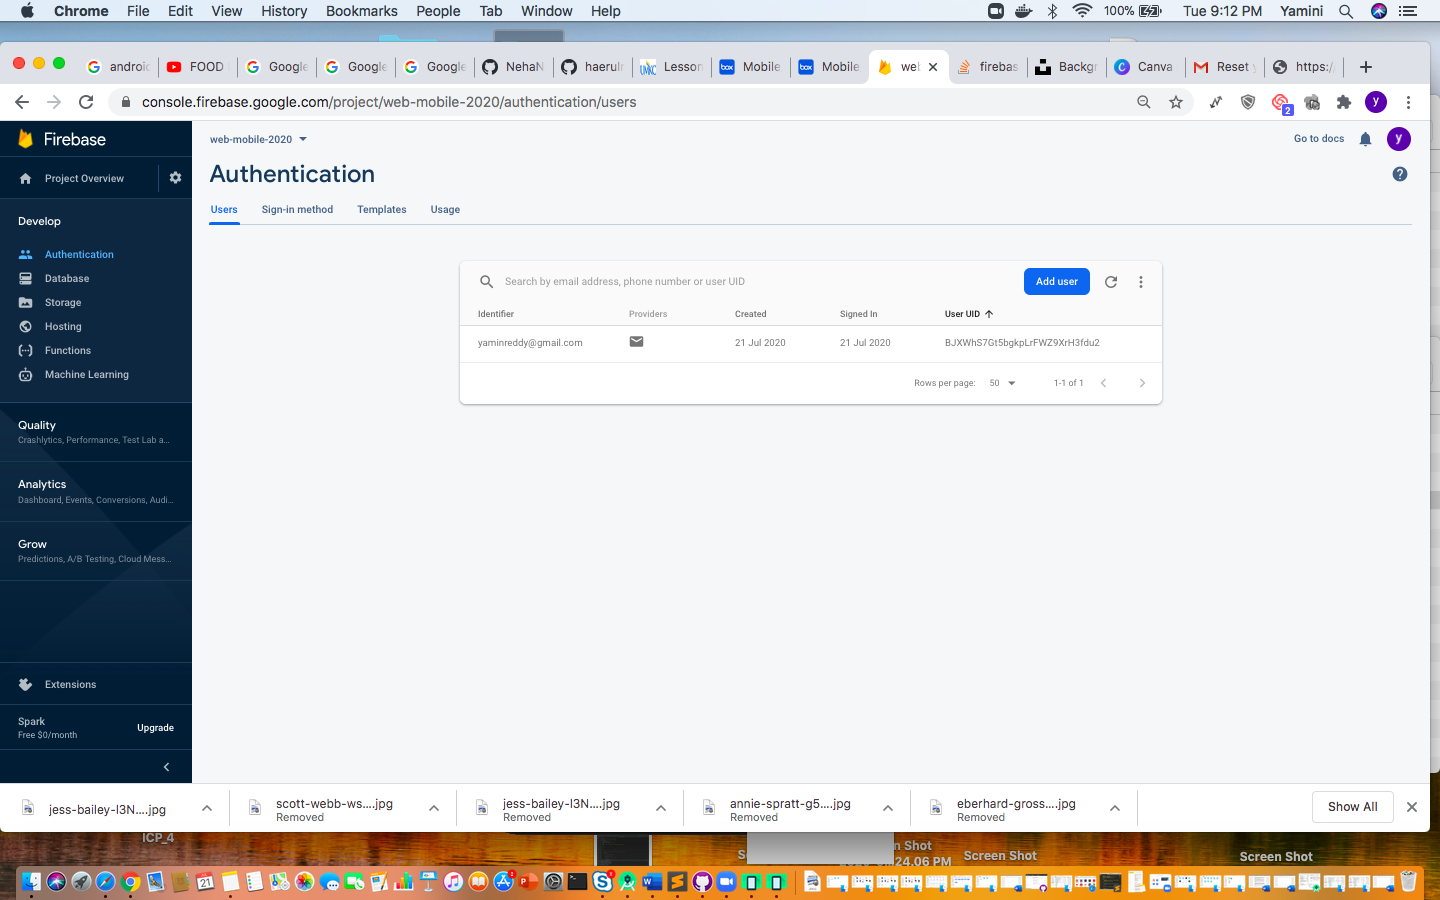 Chrome File Edit View History Bookmarks People Tab Window Help 100% Tue 9:12 PM Yamini
androi FOOD Google Google Google NehaN haerulr Lesson Mobile Mobile web firebas Backgr Canva Reset y https:/
console.firebase.google.com/project/web-mobile-2020/authentication/users 2 y
Firebase
web-mobile-2020
Go to docs
y
Project Overview
Authentication
Users Sign-in method Templates Usage
Develop
Authentication
Database
Storage
Hosting
Functions
Machine Learning
Quality
Crashlytics, Performance, Test Lab a...
Analytics
Dashboard, Events, Conversions, Audi...
Grow
Predictions, A/B Testing, Cloud Mess...
Extensions
Spark
Free $0/month
Upgrade
Search by email address, phone number or user UID
Add user
Identifier Providers Created Signed In User UID
yaminreddy@gmail.com 21 Jul 2020 21 Jul 2020 BJXWhS7Gt5bgkpLrFWZ9XrH3fdu2
Rows per page: 50 1-1 of 1
jess-bailey-l3N....jpg
scott-webb-ws....jpg
Removed
jess-bailey-l3N....jpg
Removed
annie-spratt-g5....jpg
Removed
eberhard-gross....jpg
Removed
Show All
ICP_4
en Shot
24.06 PM
Screen Shot
Screen Shot